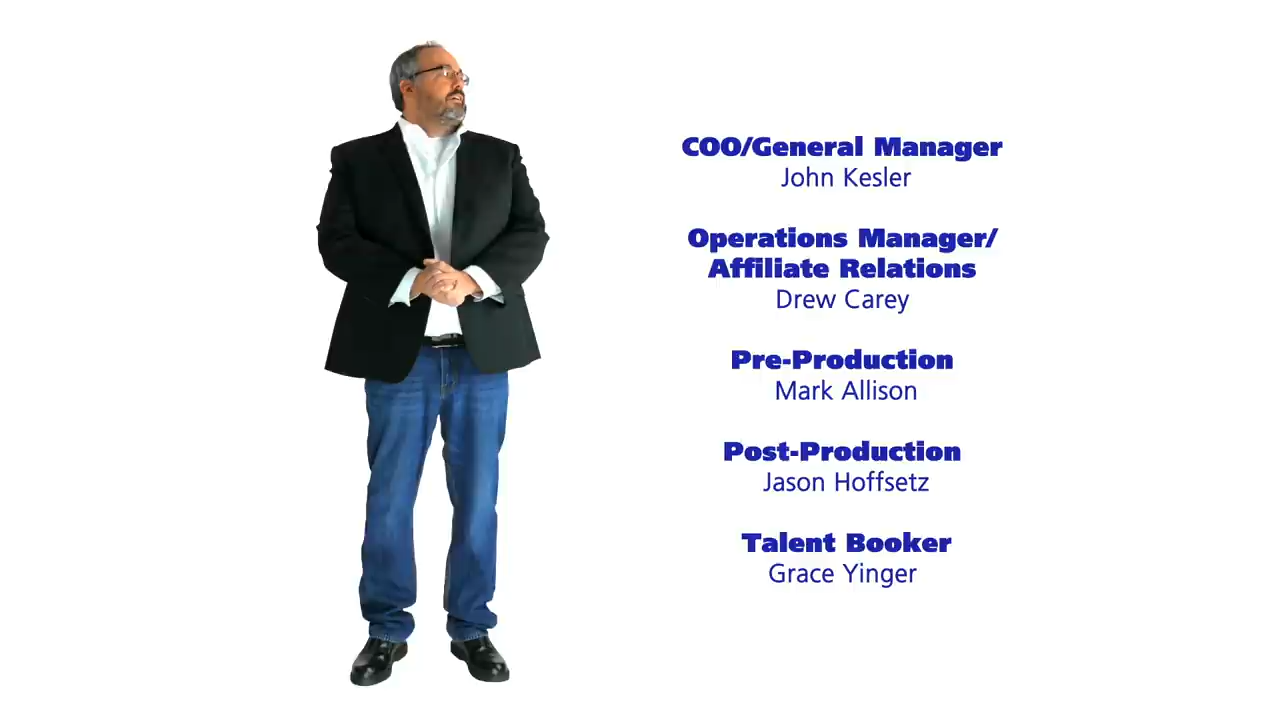 COO/General Manager
John Kesler
Operations Manager/
Affiliate Relations
Drew Carey
Pre-Production
Mark Allison
Post-Production
Jason Hoffsetz
Talent Booker
Grace Yinger